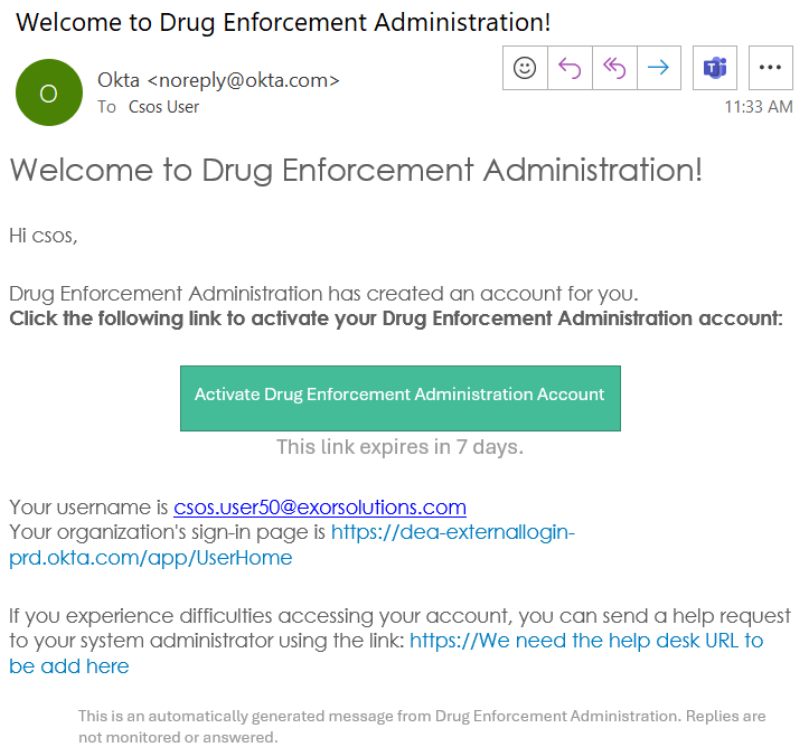 Welcome to Drug Enforcement Administration!
O
Okta <noreply@okta.com>
To Csos User
11:33 AM
Welcome to Drug Enforcement Administration!
Hi csos,
Drug Enforcement Administration has created an account for you.
Click the following link to activate your Drug Enforcement Administration account:
Activate Drug Enforcement Administration Account
This link expires in 7 days.
Your username is csos.user50@exorsolutions.com
Your organization's sign-in page is https://dea-externallogin-
prd.okta.com/app/UserHome
If you experience difficulties accessing your account, you can send a help request
to your system administrator using the link: https://We need the help desk URL to
be add here
This is an automatically generated message from Drug Enforcement Administration. Replies are
not monitored or answered.